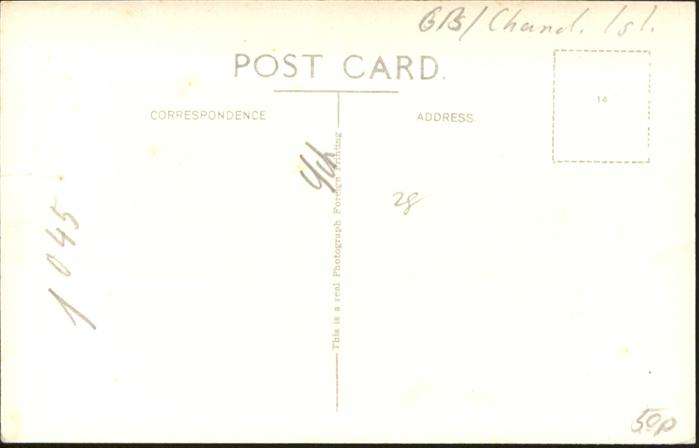 GB/Chanel. Isl.
POST CARD.
CORRESPONDENCE
ADDRESS.
14
This is a real Photograph Foreign Printing
28
1045
50p